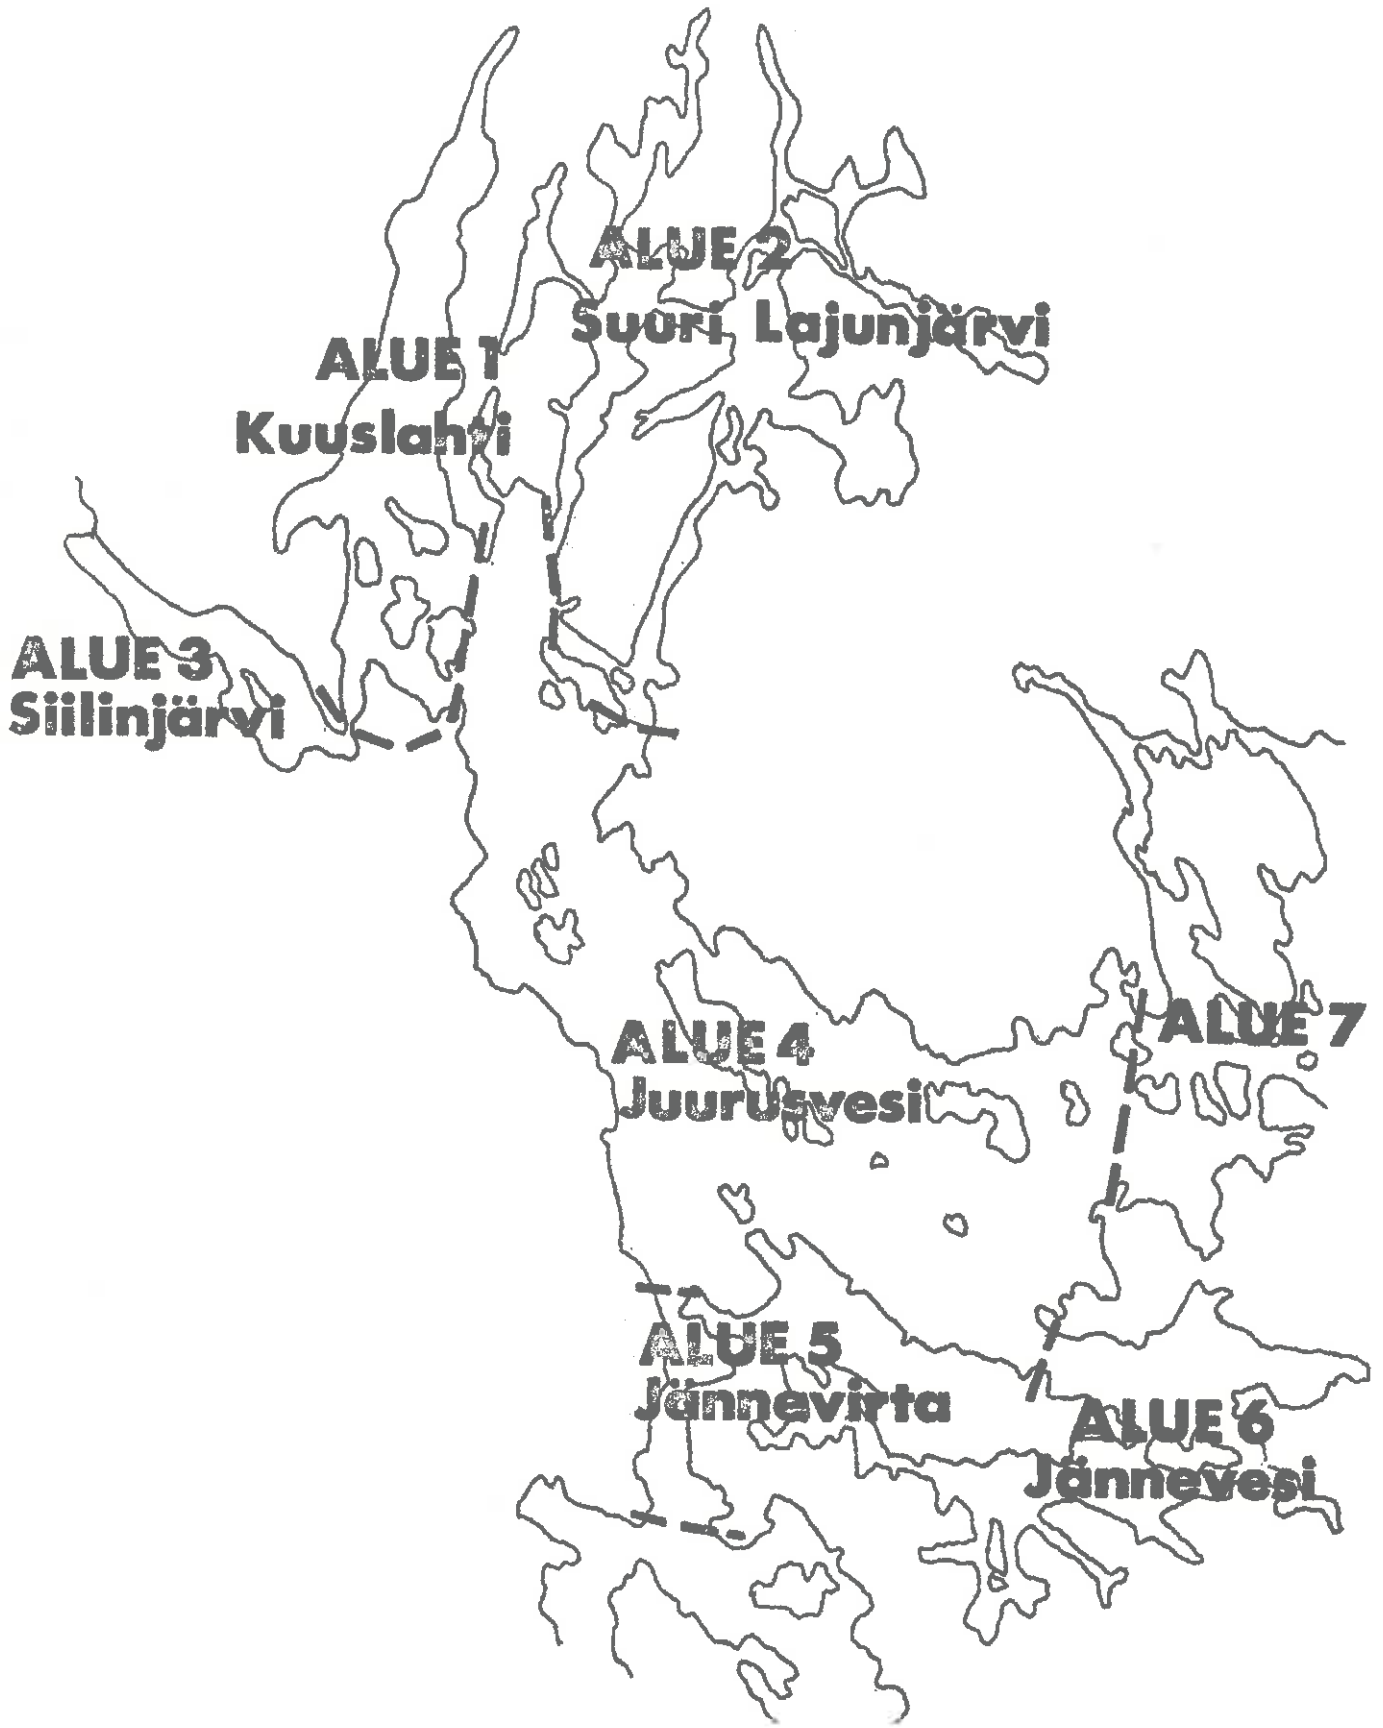 ALUE 2
Suuri Lajunjärvi
ALUE 1
Kuuslahti
ALUE 3
Siilinjärvi
ALUE 4
Juurusvesi
ALUE 7
ALUE 5
Jännevirta
ALUE 6
Jännevesi